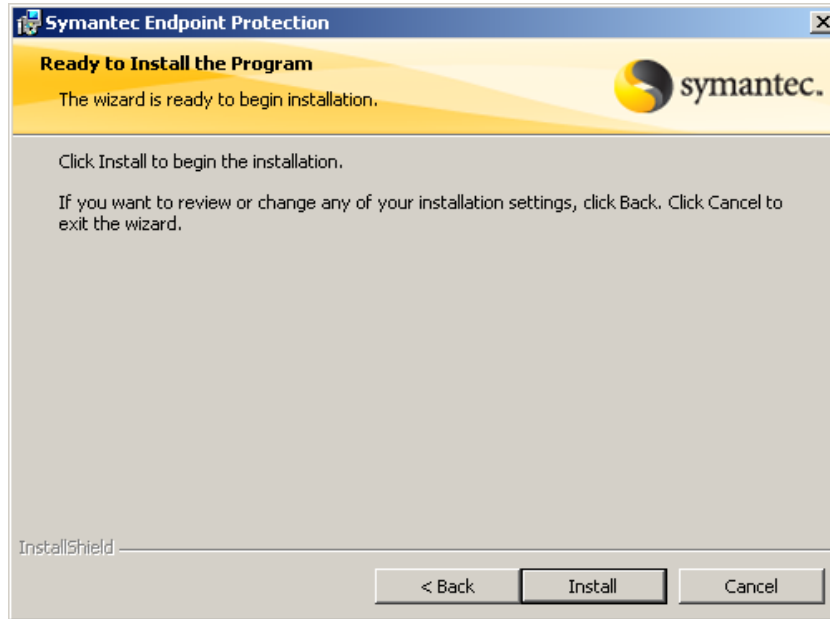 Symantec Endpoint Protection
Ready to Install the Program
The wizard is ready to begin installation.
symantec.
Click Install to begin the installation.
If you want to review or change any of your installation settings, click Back. Click Cancel to
exit the wizard.
InstallShield
< Back Install Cancel